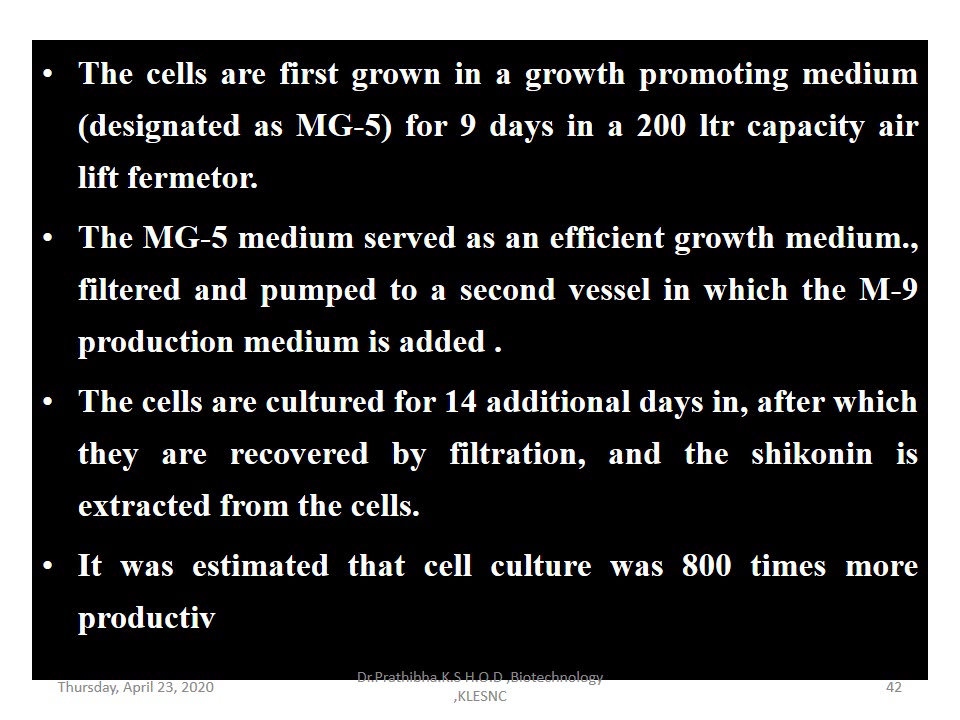 • The cells are first grown in a growth promoting medium
(designated as MG-5) for 9 days in a 200 ltr capacity air
lift fermetor.
• The MG-5 medium served as an efficient growth medium.,
filtered and pumped to a second vessel in which the M-9
production medium is added .
• The cells are cultured for 14 additional days in, after which
they are recovered by filtration, and the shikonin is
extracted from the cells.
• It was estimated that cell culture was 800 times more
productiv
Thursday, April 23, 2020
Dr.Prathibha.K.S H.O.D ,Biotechnology
,KLESNC
42